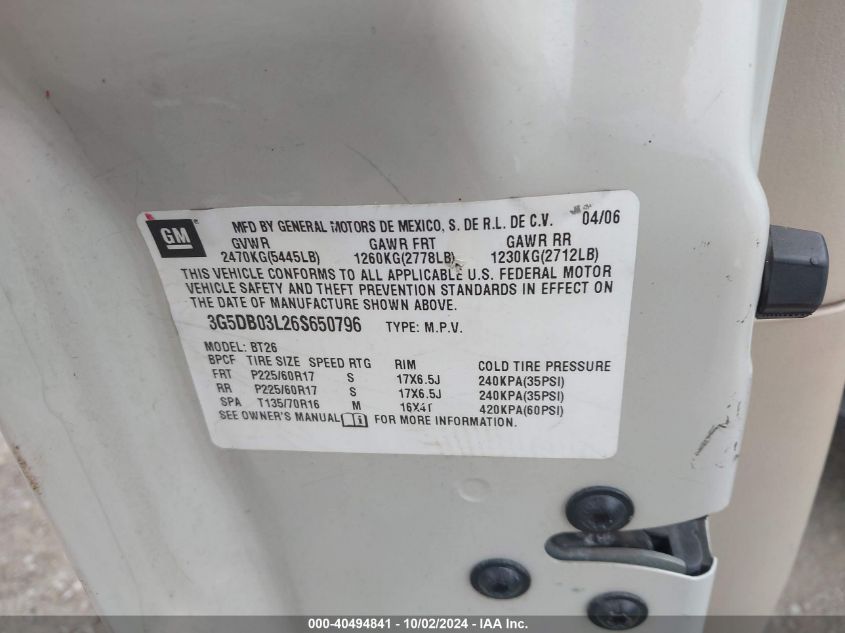 GM MFD BY GENERAL MOTORS DE MEXICO, S. DE R.L. DE C.V. 04/06
GVWR GAWR FRT GAWR RR
2470KG(5445LB) 1260KG(2778LB) 1230KG(2712LB)
THIS VEHICLE CONFORMS TO ALL APPLICABLE U.S. FEDERAL MOTOR
VEHICLE SAFETY AND THEFT PREVENTION STANDARDS IN EFFECT ON
THE DATE OF MANUFACTURE SHOWN ABOVE.
3G5DB03L26S650796 TYPE: M.P.V.
MODEL: BT26
BPCF TIRE SIZE SPEED RTG RIM COLD TIRE PRESSURE
FRT P225/60R17 S 17X6.5J 240KPA(35PSI)
RR P225/60R17 S 17X6.5J 240KPA(35PSI)
SPA T135/70R16 M 420KPA(60PSI)
SEE OWNER'S MANUAL FOR MORE INFORMATION.
000-40494841 - 10/02/2024 - IAA Inc.